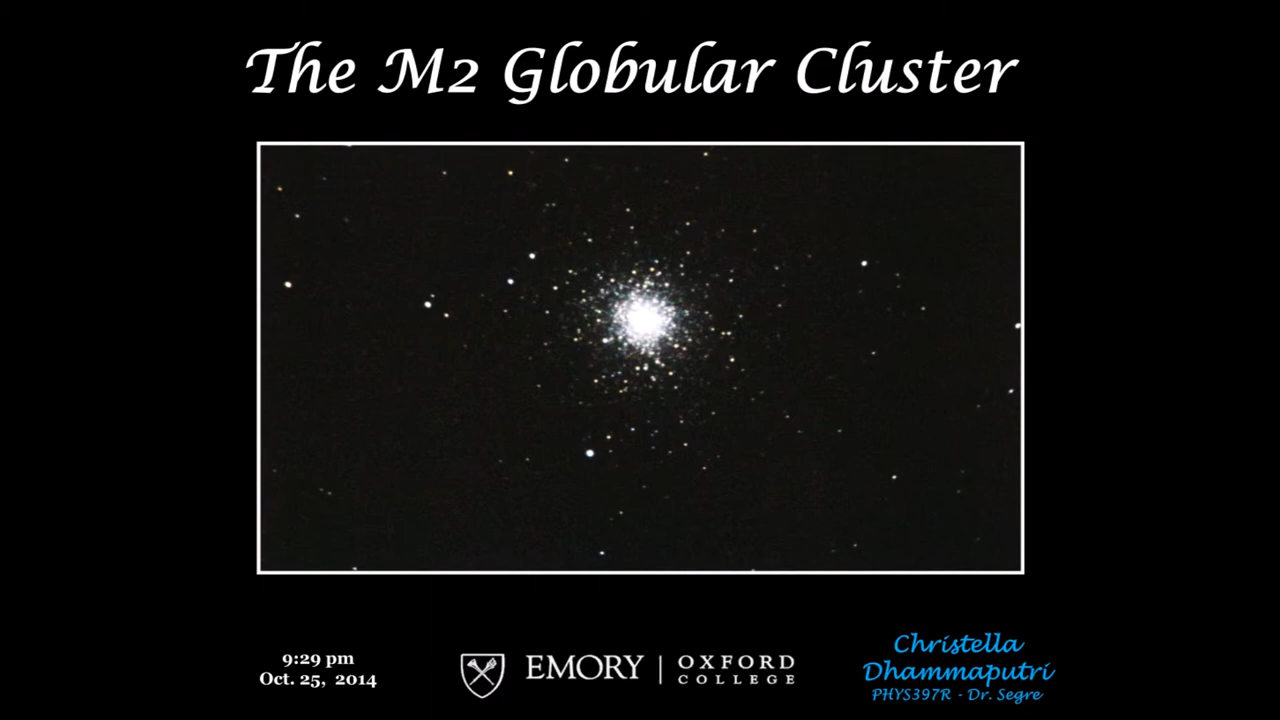 The M2 Globular Cluster
9:29 pm
Oct. 25, 2014
EMORY
OXFORD
COLLEGE
Christella
Dhammaputri
PHYS397R - Dr. Segre